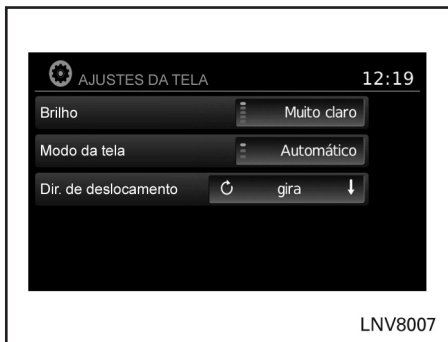 AJUSTES DA TELA 12:19
Brilho Muito claro
Modo da tela Automático
Dir. de deslocamento gira
LNV8007